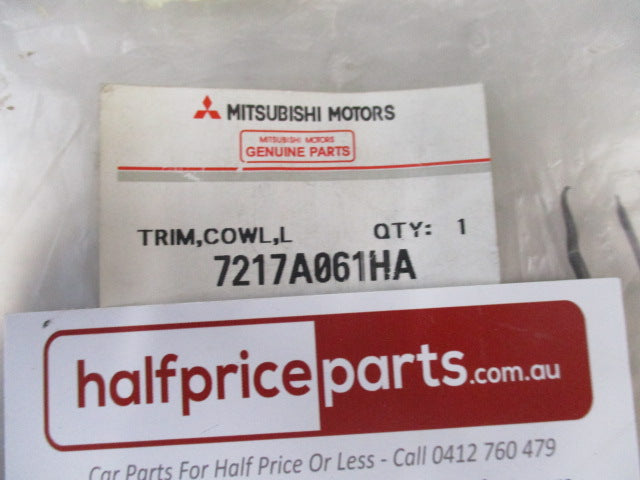 MITSUBISHI MOTORS
MITSUBISHI MOTORS
GENUINE PARTS
TRIM,COWL,L QTY: 1
7217A061HA
halfpriceparts.com.au
Car Parts For Half Price Or Less - Call 0412 760 479